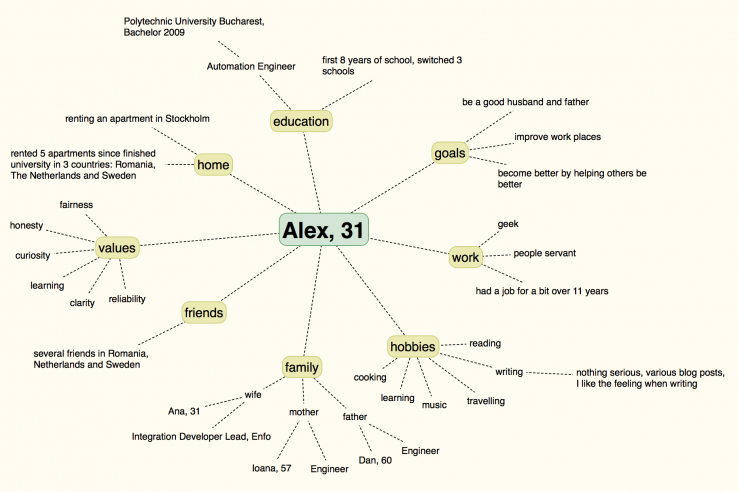 Polytechnic University Bucharest,
Bachelor 2009
Automation Engineer
first 8 years of school, switched 3
schools
education
renting an apartment in Stockholm
rented 5 apartments since finished
university in 3 countries: Romania,
The Netherlands and Sweden
home
be a good husband and father
improve work places
become better by helping others be
better
goals
Alex, 31
fairness
honesty
curiosity
learning
clarity
reliability
values
geek
people servant
had a job for a bit over 11 years
work
friends
several friends in Romania,
Netherlands and Sweden
family
wife
Ana, 31
Integration Developer Lead, Enfo
mother
Ioana, 57
Engineer
father
Dan, 60
Engineer
hobbies
reading
writing
nothing serious, various blog posts,
I like the feeling when writing
cooking
learning
music
travelling